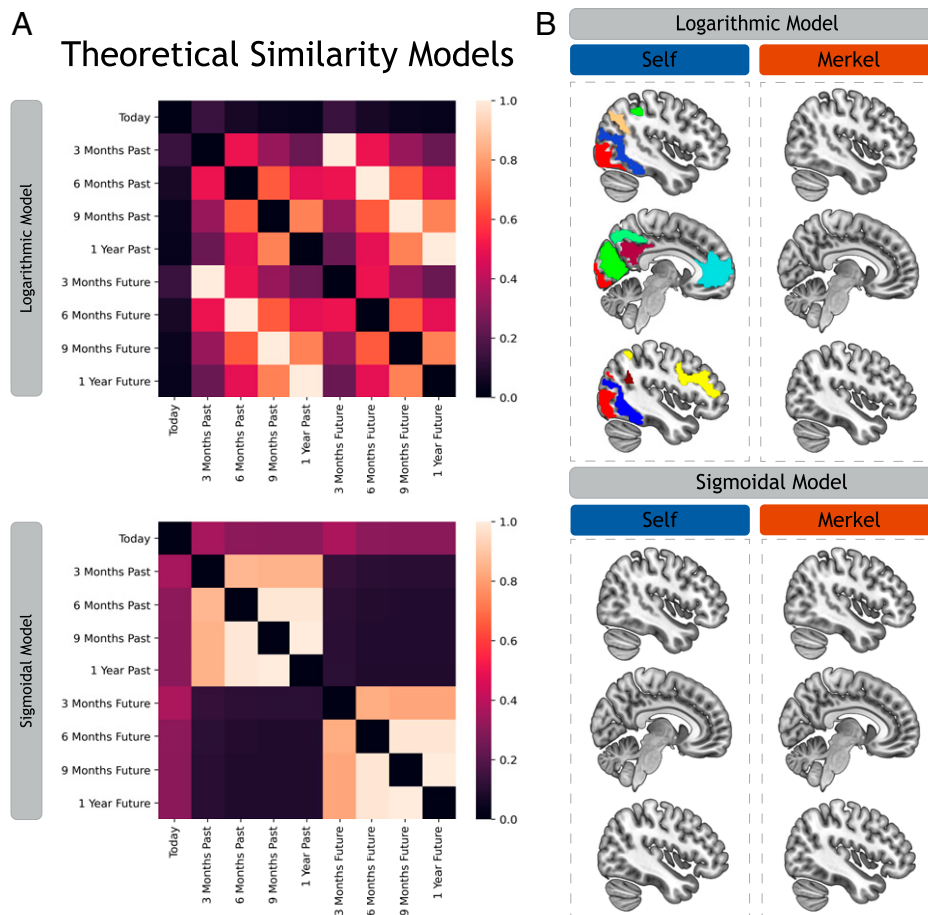 A
Theoretical Similarity Models
Logarithmic Model
Today
3 Months Past
6 Months Past
9 Months Past
1 Year Past
3 Months Future
6 Months Future
9 Months Future
1 Year Future
Today
3 Months Past
6 Months Past
9 Months Past
1 Year Past
3 Months Future
6 Months Future
9 Months Future
1 Year Future
1.0
0.8
0.6
0.4
0.2
0.0
Sigmoidal Model
Today
3 Months Past
6 Months Past
9 Months Past
1 Year Past
3 Months Future
6 Months Future
9 Months Future
1 Year Future
Today
3 Months Past
6 Months Past
9 Months Past
1 Year Past
3 Months Future
6 Months Future
9 Months Future
1 Year Future
1.0
0.8
0.6
0.4
0.2
0.0
B
Logarithmic Model
Self
Merkel
Sigmoidal Model
Self
Merkel